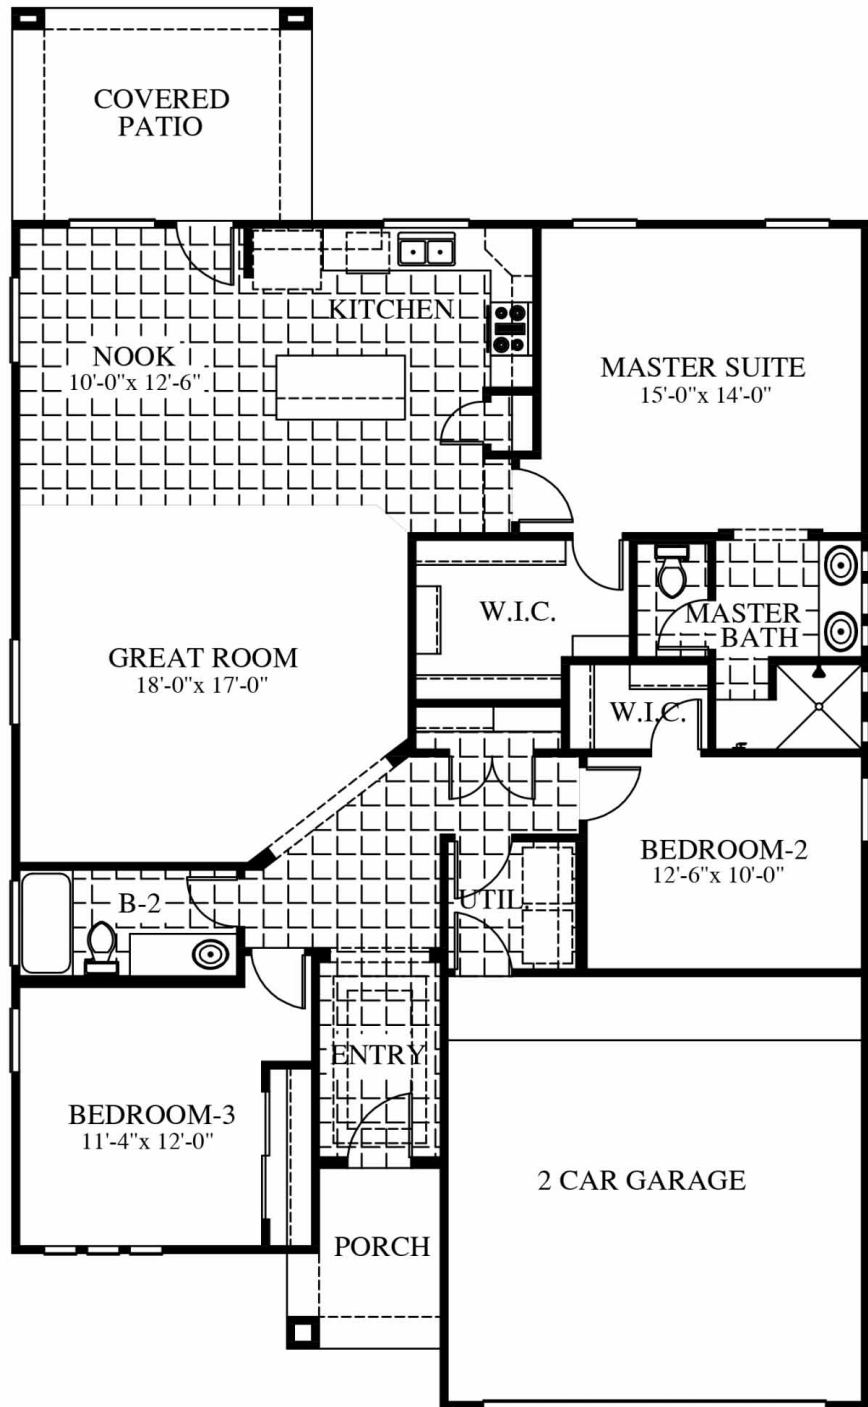 COVERED
PATIO
KITCHEN
NOOK
10'-0"x 12'-6"
MASTER SUITE
15'-0"x 14'-0"
W.I.C.
MASTER
BATH
GREAT ROOM
18'-0"x 17'-0"
W.I.C.
BEDROOM-2
12'-6"x 10'-0"
B-2
UTIL.
ENTRY
BEDROOM-3
11'-4"x 12'-0"
2 CAR GARAGE
PORCH